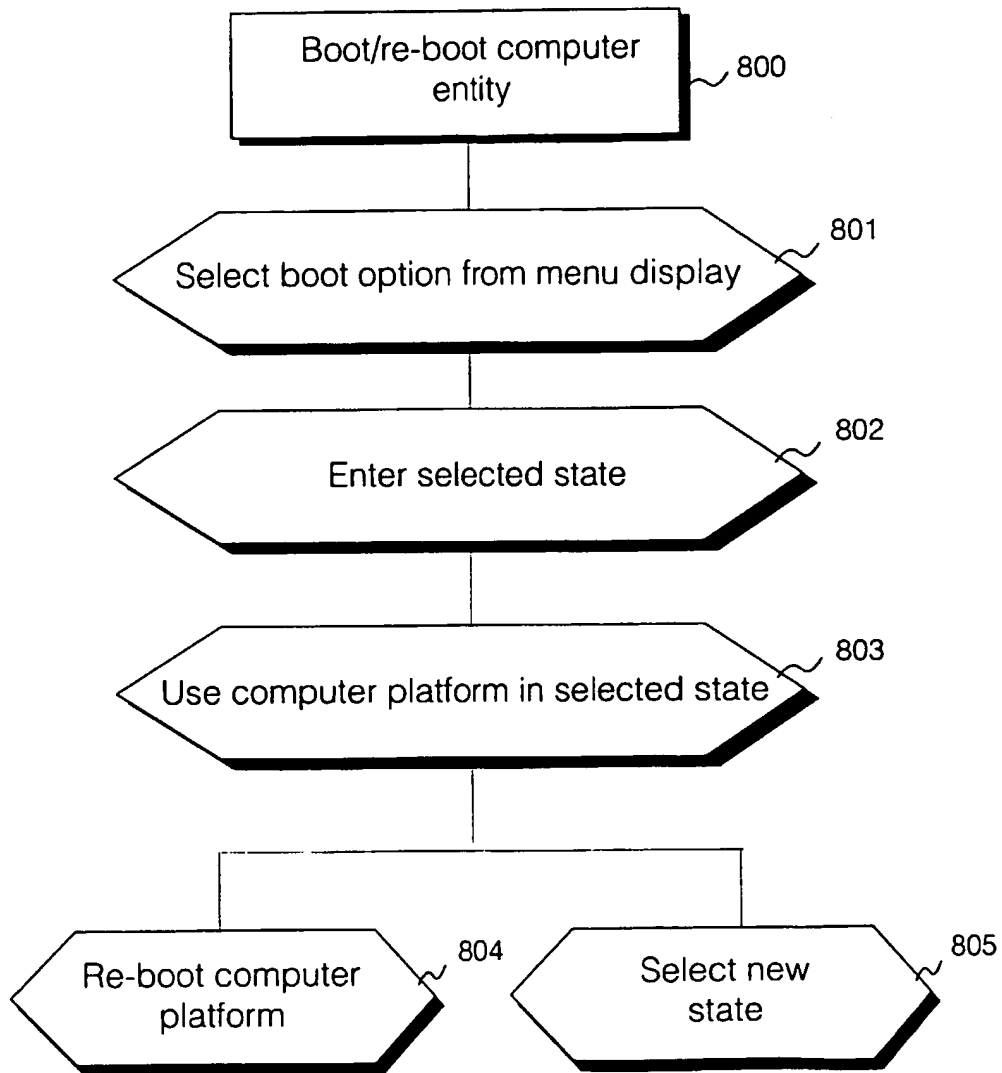 Boot/re-boot computer
entity
800
Select boot option from menu display
801
Enter selected state
802
Use computer platform in selected state
803
Re-boot computer
platform
804
Select new
state
805